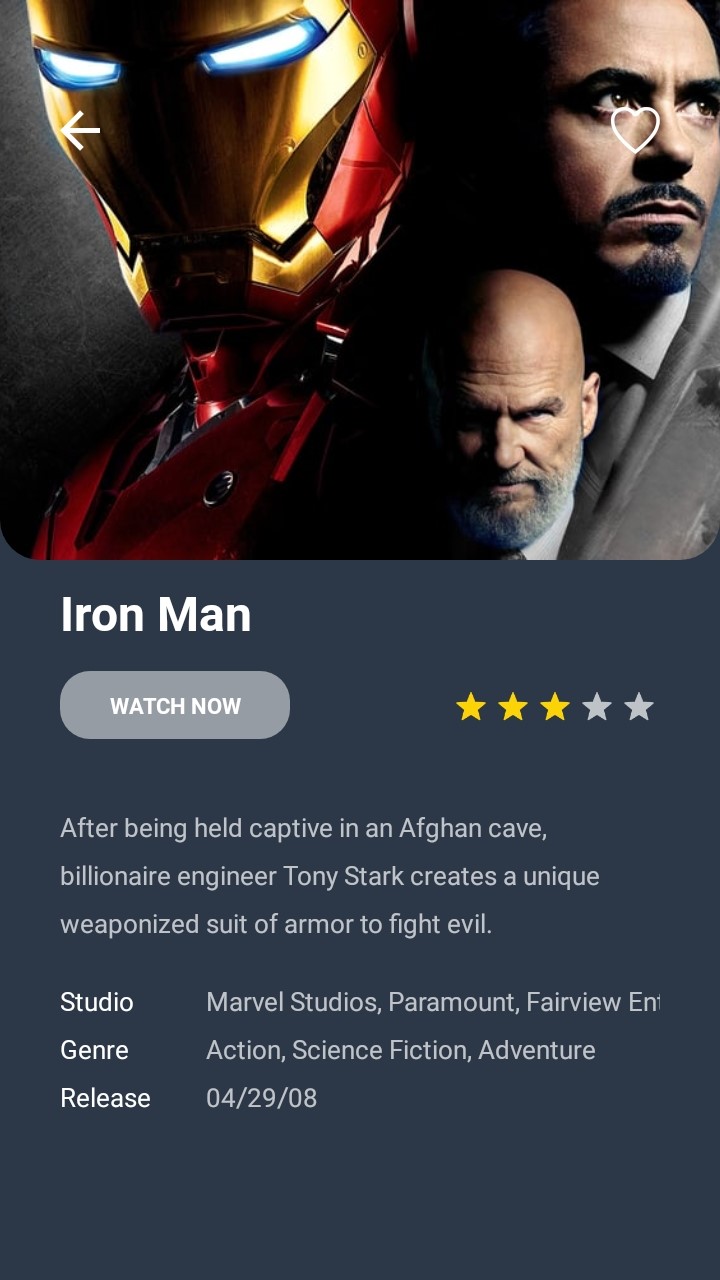 Iron Man
WATCH NOW
After being held captive in an Afghan cave,
billionaire engineer Tony Stark creates a unique
weaponized suit of armor to fight evil.
Studio Marvel Studios, Paramount, Fairview Ent
Genre Action, Science Fiction, Adventure
Release 04/29/08